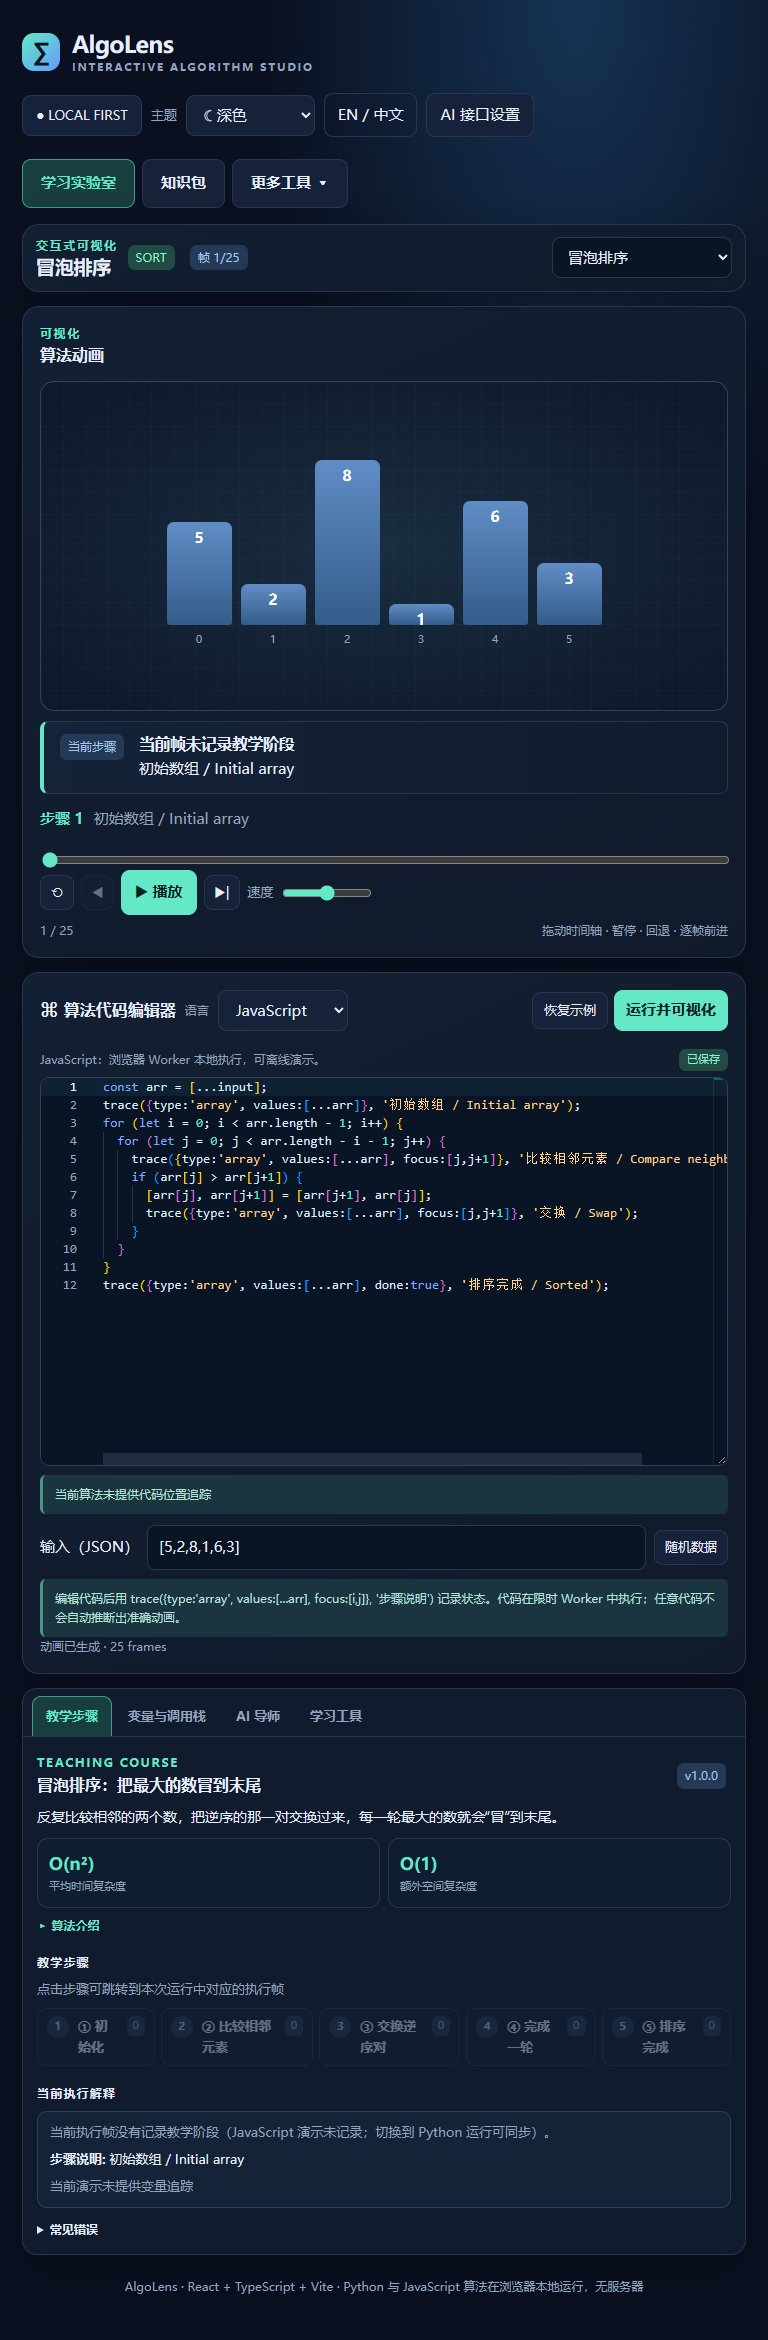 ∑ AlgoLens
INTERACTIVE ALGORITHM STUDIO
● LOCAL FIRST 主题 ☾ 深色 EN / 中文 AI 接口设置
学习实验室 知识包 更多工具 ▾
交互式可视化
冒泡排序 SORT 帧 1/25 冒泡排序
可视化
算法动画
5 2 8 1 6 3
0 1 2 3 4 5
当前步骤 当前帧未记录教学阶段
初始数组 / Initial array
步骤 1 初始数组 / Initial array
⟲ ◀ ▶ 播放 ▶| 速度
1 / 25 拖动时间轴 · 暂停 · 回退 · 逐帧前进
⌘ 算法代码编辑器 语言 JavaScript 恢复示例 运行并可视化
JavaScript：浏览器 Worker 本地执行，可离线演示。 已保存
1 const arr = [...input];
2 trace({type:'array', values:[...arr]}, '初始数组 / Initial array');
3 for (let i = 0; i < arr.length - 1; i++) {
4 for (let j = 0; j < arr.length - i - 1; j++) {
5 trace({type:'array', values:[...arr], focus:[j,j+1]}, '比较相邻元素 / Compare neighb
6 if (arr[j] > arr[j+1]) {
7 [arr[j], arr[j+1]] = [arr[j+1], arr[j]];
8 trace({type:'array', values:[...arr], focus:[j,j+1]}, '交换 / Swap');
9 }
10 }
11 }
12 trace({type:'array', values:[...arr], done:true}, '排序完成 / Sorted');
当前算法未提供代码位置追踪
输入（JSON） [5,2,8,1,6,3] 随机数据
编辑代码后用 trace({type:'array', values:[...arr], focus:[i,j]}, '步骤说明') 记录状态。代码在限时 Worker 中执行；任意代码不
会自动推断出准确动画。
动画已生成 · 25 frames
教学步骤 变量与调用栈 AI 导师 学习工具
TEACHING COURSE
冒泡排序：把最大的数冒到末尾 v1.0.0
反复比较相邻的两个数，把逆序的那一对交换过来，每一轮最大的数就会“冒”到末尾。
O(n²) O(1)
平均时间复杂度 额外空间复杂度
▸ 算法介绍
教学步骤
点击步骤可跳转到本次运行中对应的执行帧
1 ① 初始化 0 2 ② 比较相邻元素 0 3 ③ 交换逆序对 0 4 ④ 完成一轮 0 5 ⑤ 排序完成 0
当前执行解释
当前执行帧没有记录教学阶段（JavaScript 演示未记录；切换到 Python 运行可同步）。
步骤说明: 初始数组 / Initial array
当前演示未提供变量追踪
▶ 常见错误
AlgoLens · React + TypeScript + Vite · Python 与 JavaScript 算法在浏览器本地运行，无服务器